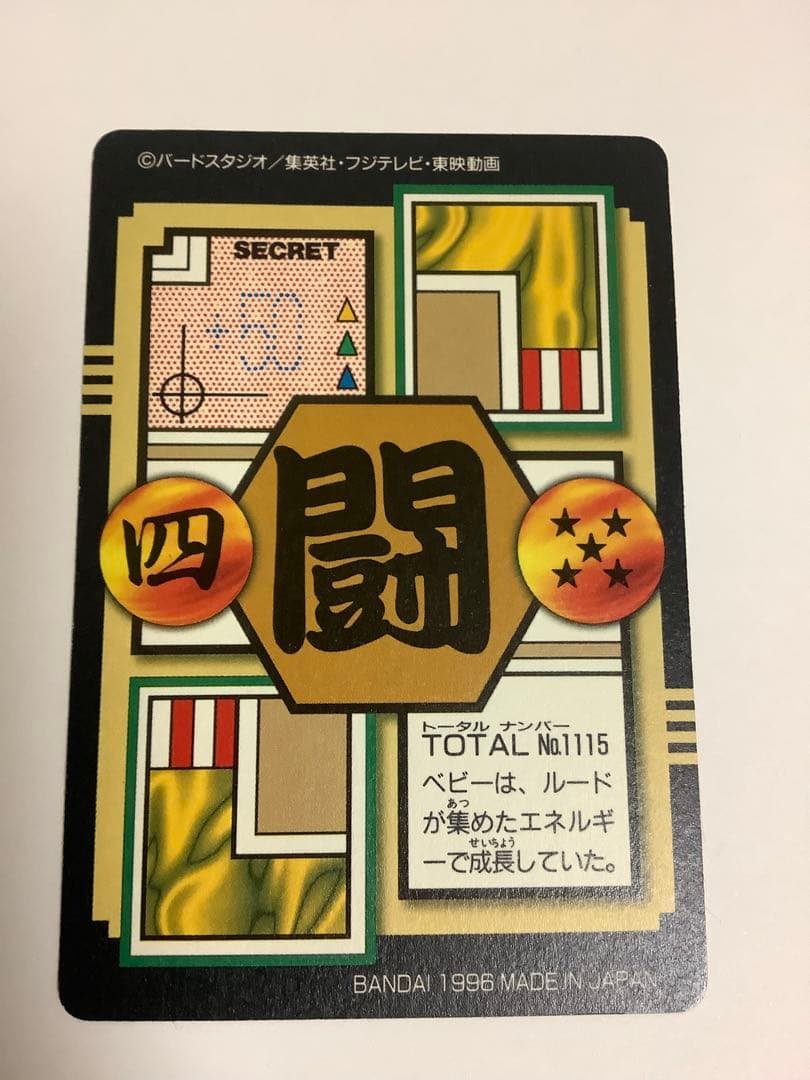 ©バードスタジオ/集英社・フジテレビ・東映動画
SECRET
+50
四
闘
トータル ナンバー
TOTAL No.1115
ベビーは、ルード
あつ
が集めたエネルギ
せいちょう
ーで成長していた。
BANDAI 1996 MADE IN JAPAN